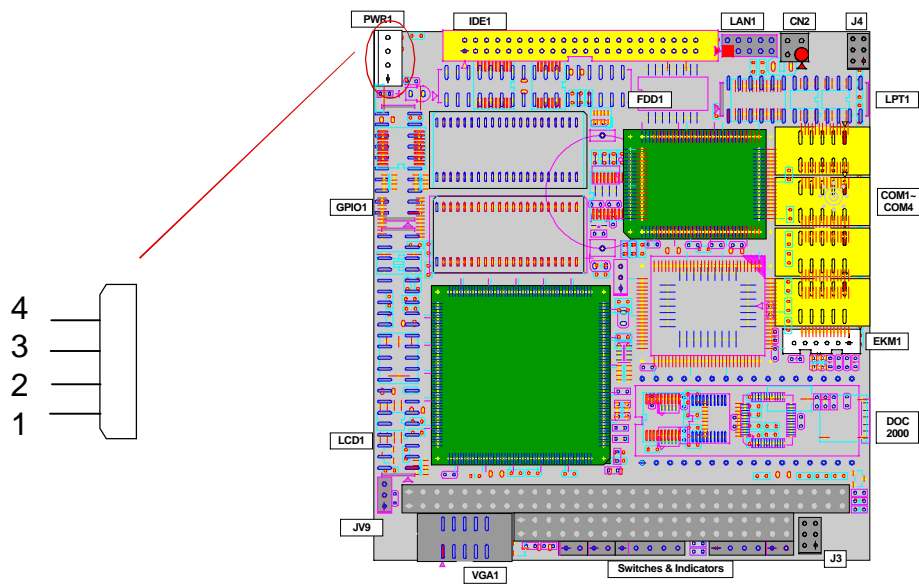 PWR1
IDE1
LAN1
CN2
J4
FDD1
LPT1
GPIO1
COM1~
COM4
4
3
2
1
EKM1
LCD1
DOC
2000
JV9
VGA1
Switches & Indicators
J3